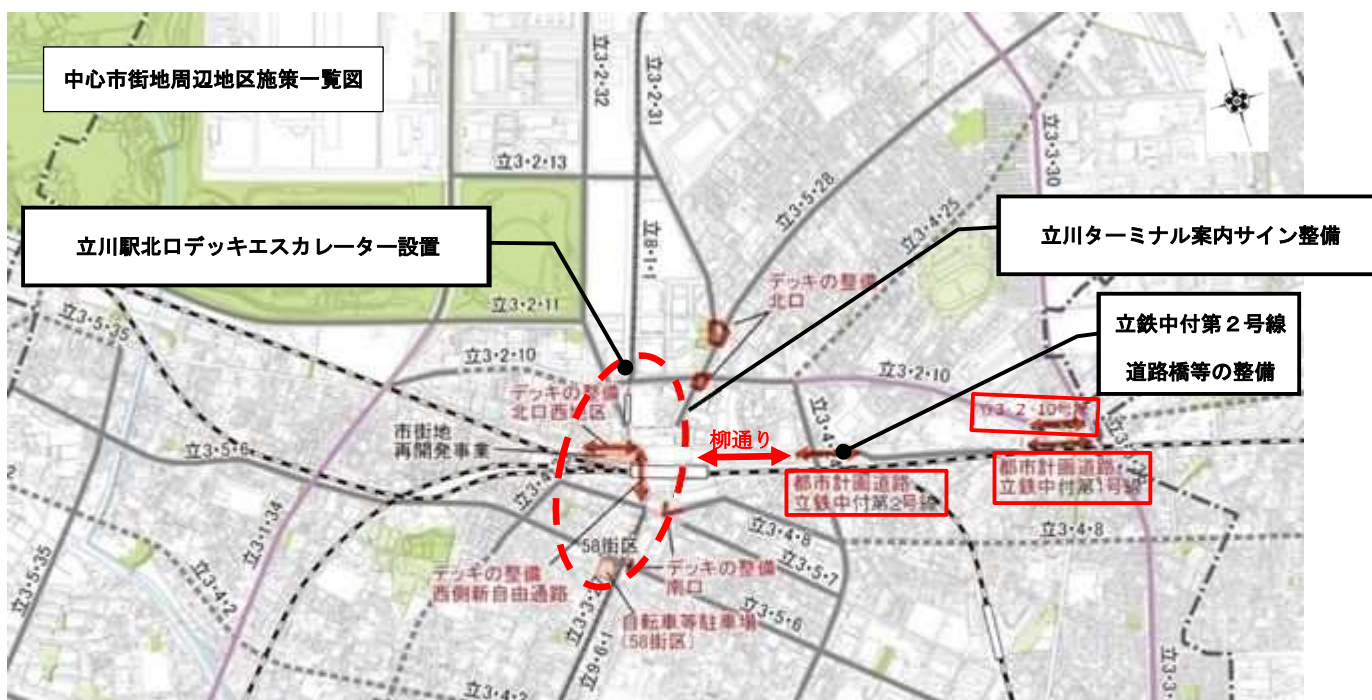 中心市街地周辺地区施策一覧図
立3・2・32
立3・2・31
立3・3・30
立3・2・13
立3・5・28
立3・4・25
立川駅北口デッキエスカレーター設置
立川ターミナル案内サイン整備
立8・1・1
デッキの整備
北口
立3・2・11
立3・5・35
立鉄中付第2号線
道路橋等の整備
立3・2・10
立3・2・10
デッキの整備
北口西地区
立3・2・10号線
市街地
再開発事業
柳通り
立3・5・6
都市計画道路
立鉄中付第2号線
都市計画道路
立鉄中付第1号線
立3・1・34
立3・4・8
立3・4・8
58街区
立3・5・7
デッキの整備
西側新自由通路
デッキの整備
南口
立3・5・35
立3・4・2
自転車等駐車場
(58街区)
立3・5・6
立9・6・1
立3・4・2